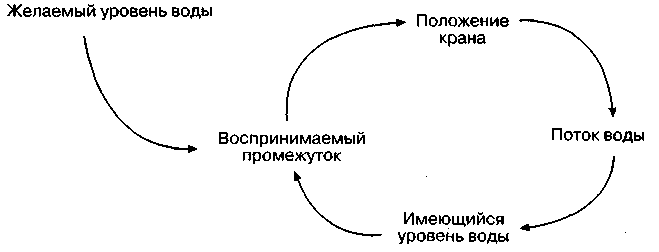 Желаемый уровень воды
Положение
крана
Воспринимаемый
промежуток
Поток воды
Имеющийся
уровень воды